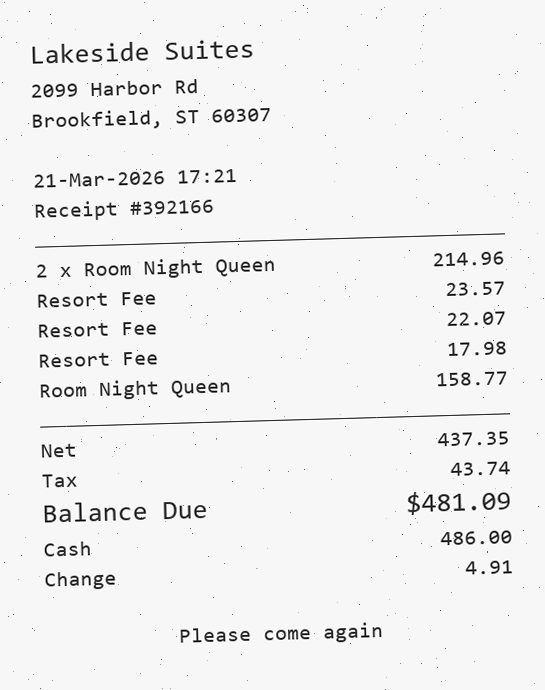 Lakeside Suites
2099 Harbor Rd
Brookfield, ST 60307
21-Mar-2026 17:21
Receipt #392166
2 x Room Night Queen 214.96
Resort Fee 23.57
Resort Fee 22.07
Resort Fee 17.98
Room Night Queen 158.77
Net 437.35
Tax 43.74
Balance Due $481.09
Cash 486.00
Change 4.91
Please come again